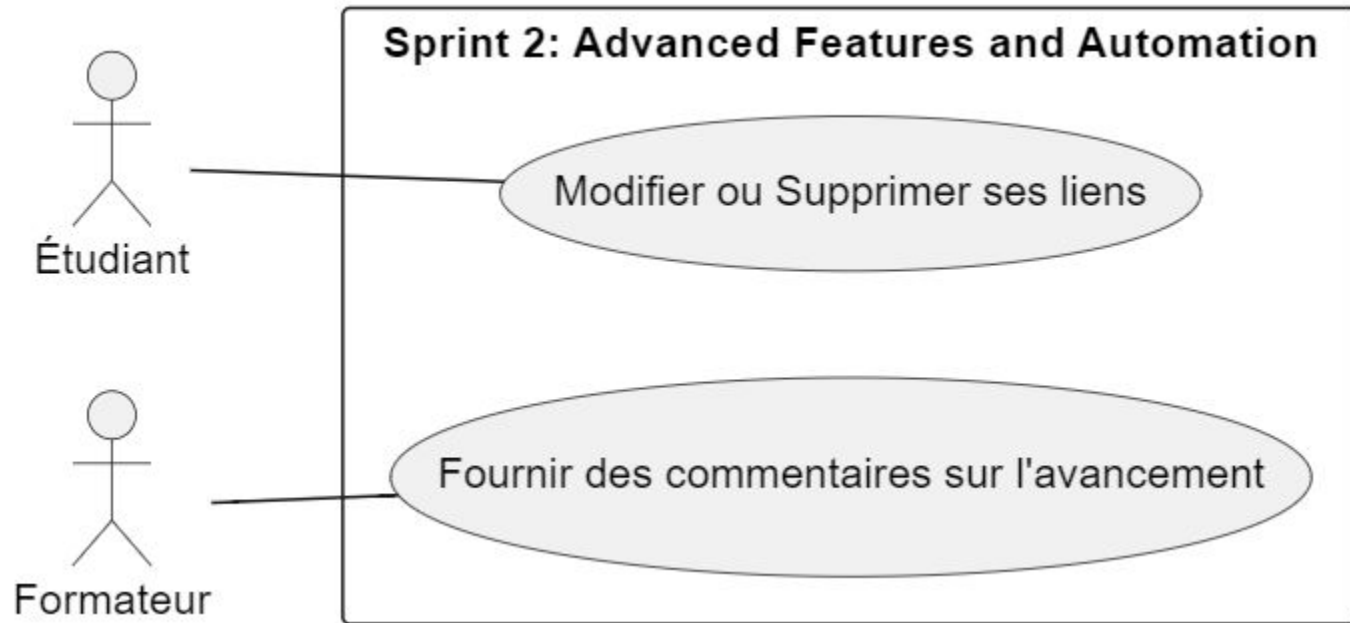 Sprint 2: Advanced Features and Automation
Modifier ou Supprimer ses liens
Étudiant
Fournir des commentaires sur l'avancement
Formateur